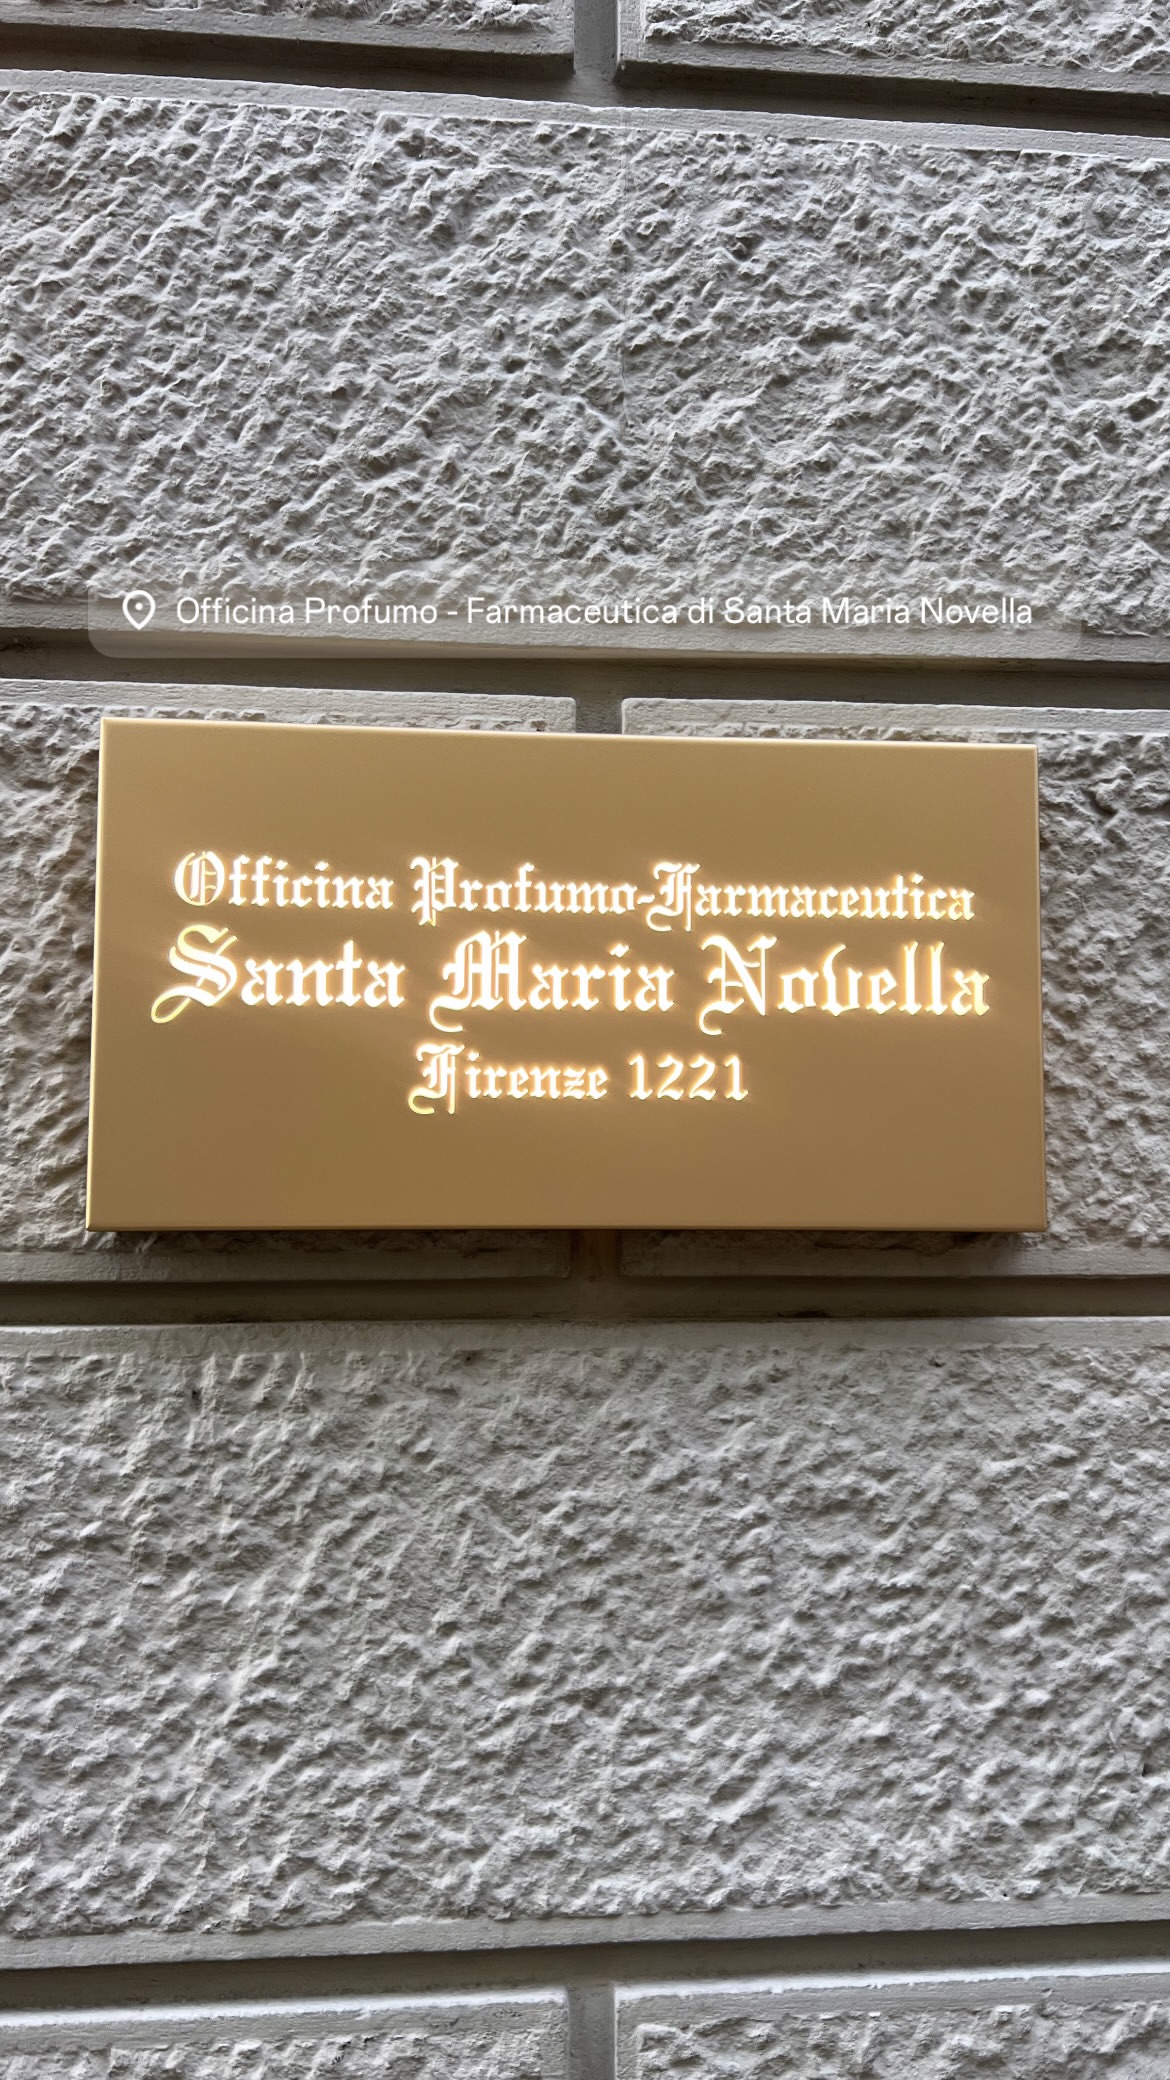 Officina Profumo - Farmaceutica di Santa Maria Novella
Officina Profumo-Farmaceutica
Santa Maria Novella
Firenze 1221